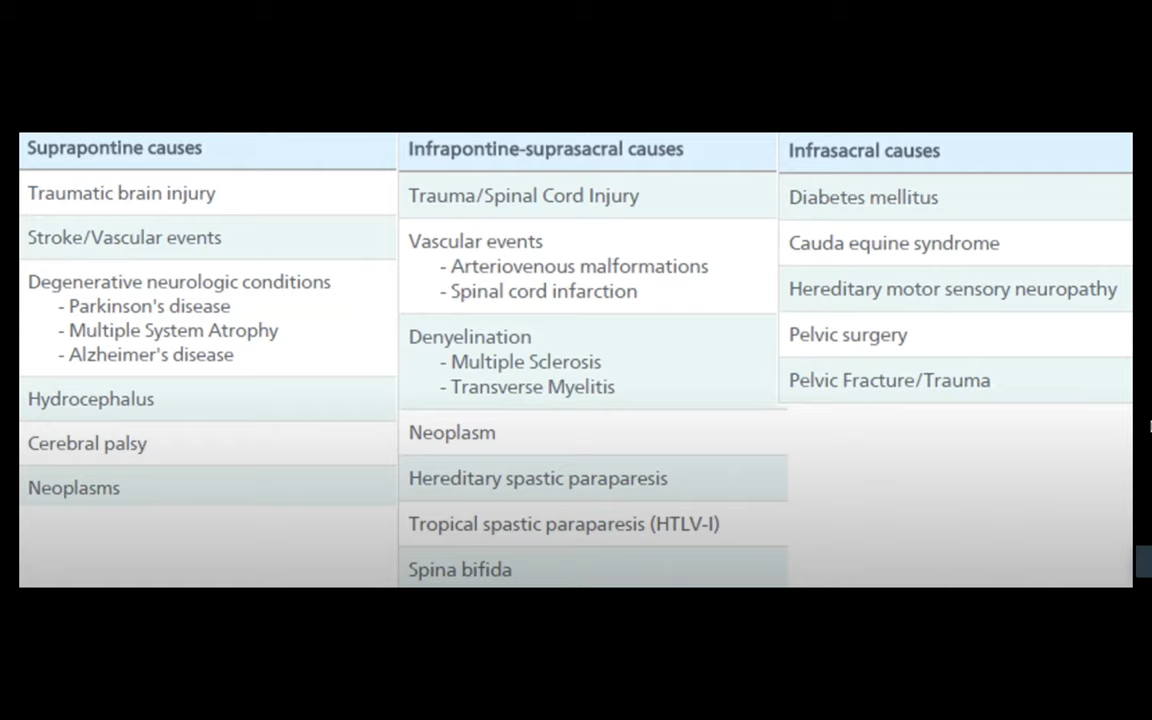 Suprapontine causes
Traumatic brain injury
Stroke/Vascular events
Degenerative neurologic conditions
- Parkinson's disease
- Multiple System Atrophy
- Alzheimer's disease
Hydrocephalus
Cerebral palsy
Neoplasms
Infrapontine-suprasacral causes
Trauma/Spinal Cord Injury
Vascular events
- Arteriovenous malformations
- Spinal cord infarction
Denyelination
- Multiple Sclerosis
- Transverse Myelitis
Neoplasm
Hereditary spastic paraparesis
Tropical spastic paraparesis (HTLV-I)
Spina bifida
Infrasacral causes
Diabetes mellitus
Cauda equine syndrome
Hereditary motor sensory neuropathy
Pelvic surgery
Pelvic Fracture/Trauma